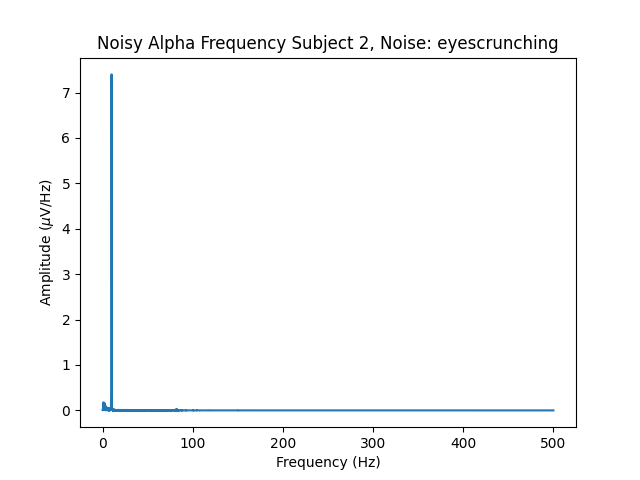 Noisy Alpha Frequency Subject 2, Noise: eyescrunching
Amplitude (μV/Hz)
7
6
5
4
3
2
1
0
0 100 200 300 400 500
Frequency (Hz)